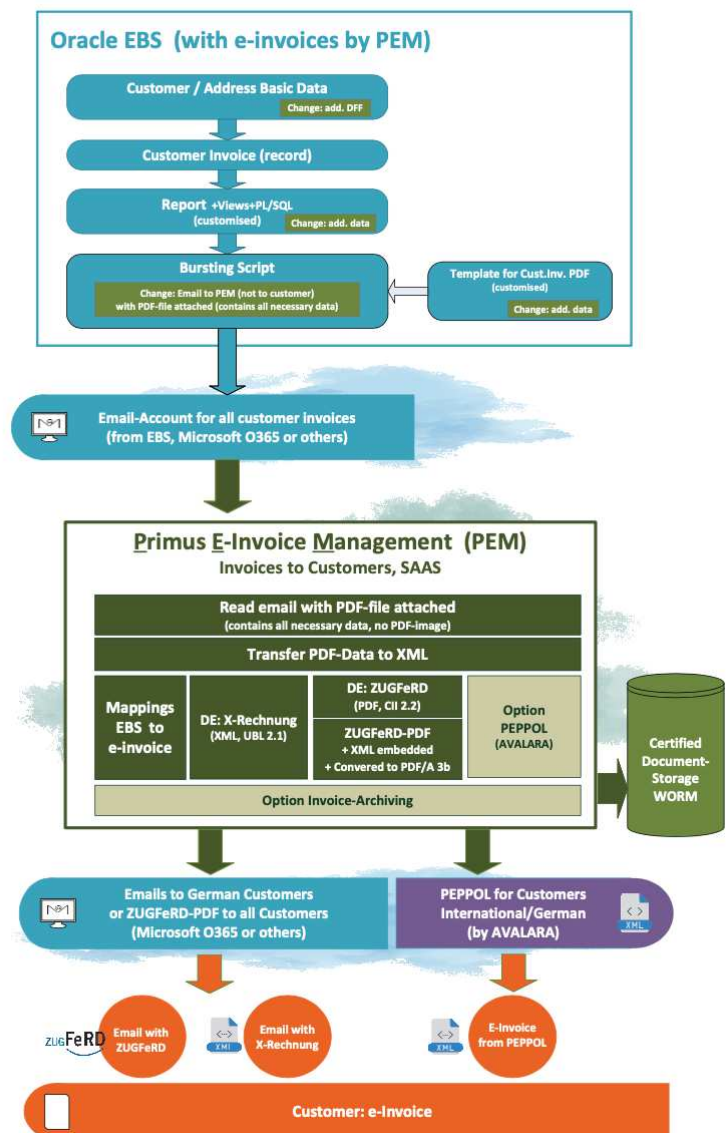 Oracle EBS (with e-invoices by PEM)
Customer / Address Basic Data
Change: add. DFF
Customer Invoice (record)
Report +Views+PL/SQL
(customised)
Change: add. data
Bursting Script
Change: Email to PEM (not to customer)
with PDF-file attached (contains all necessary data)
Template for Cust.Inv. PDF
(customised)
Change: add. data
Email-Account for all customer invoices
(from EBS, Microsoft O365 or others)
Primus E-Invoice Management (PEM)
Invoices to Customers, SAAS
Read email with PDF-file attached
(contains all necessary data, no PDF-image)
Transfer PDF-Data to XML
Mappings
EBS to
e-invoice
DE: X-Rechnung
(XML, UBL 2.1)
DE: ZUGFeRD
(PDF, CII 2.2)
ZUGFeRD-PDF
+ XML embedded
+ Convered to PDF/A 3b
Option
PEPPOL
(AVALARA)
Option Invoice-Archiving
Certified
Document-
Storage
WORM
Emails to German Customers
or ZUGFeRD-PDF to all Customers
(Microsoft O365 or others)
PEPPOL for Customers
International/German
(by AVALARA)
XML
ZUGFeRD
Email with
ZUGFeRD
XML
Email with
X-Rechnung
XML
E-Invoice
from PEPPOL
Customer: e-Invoice